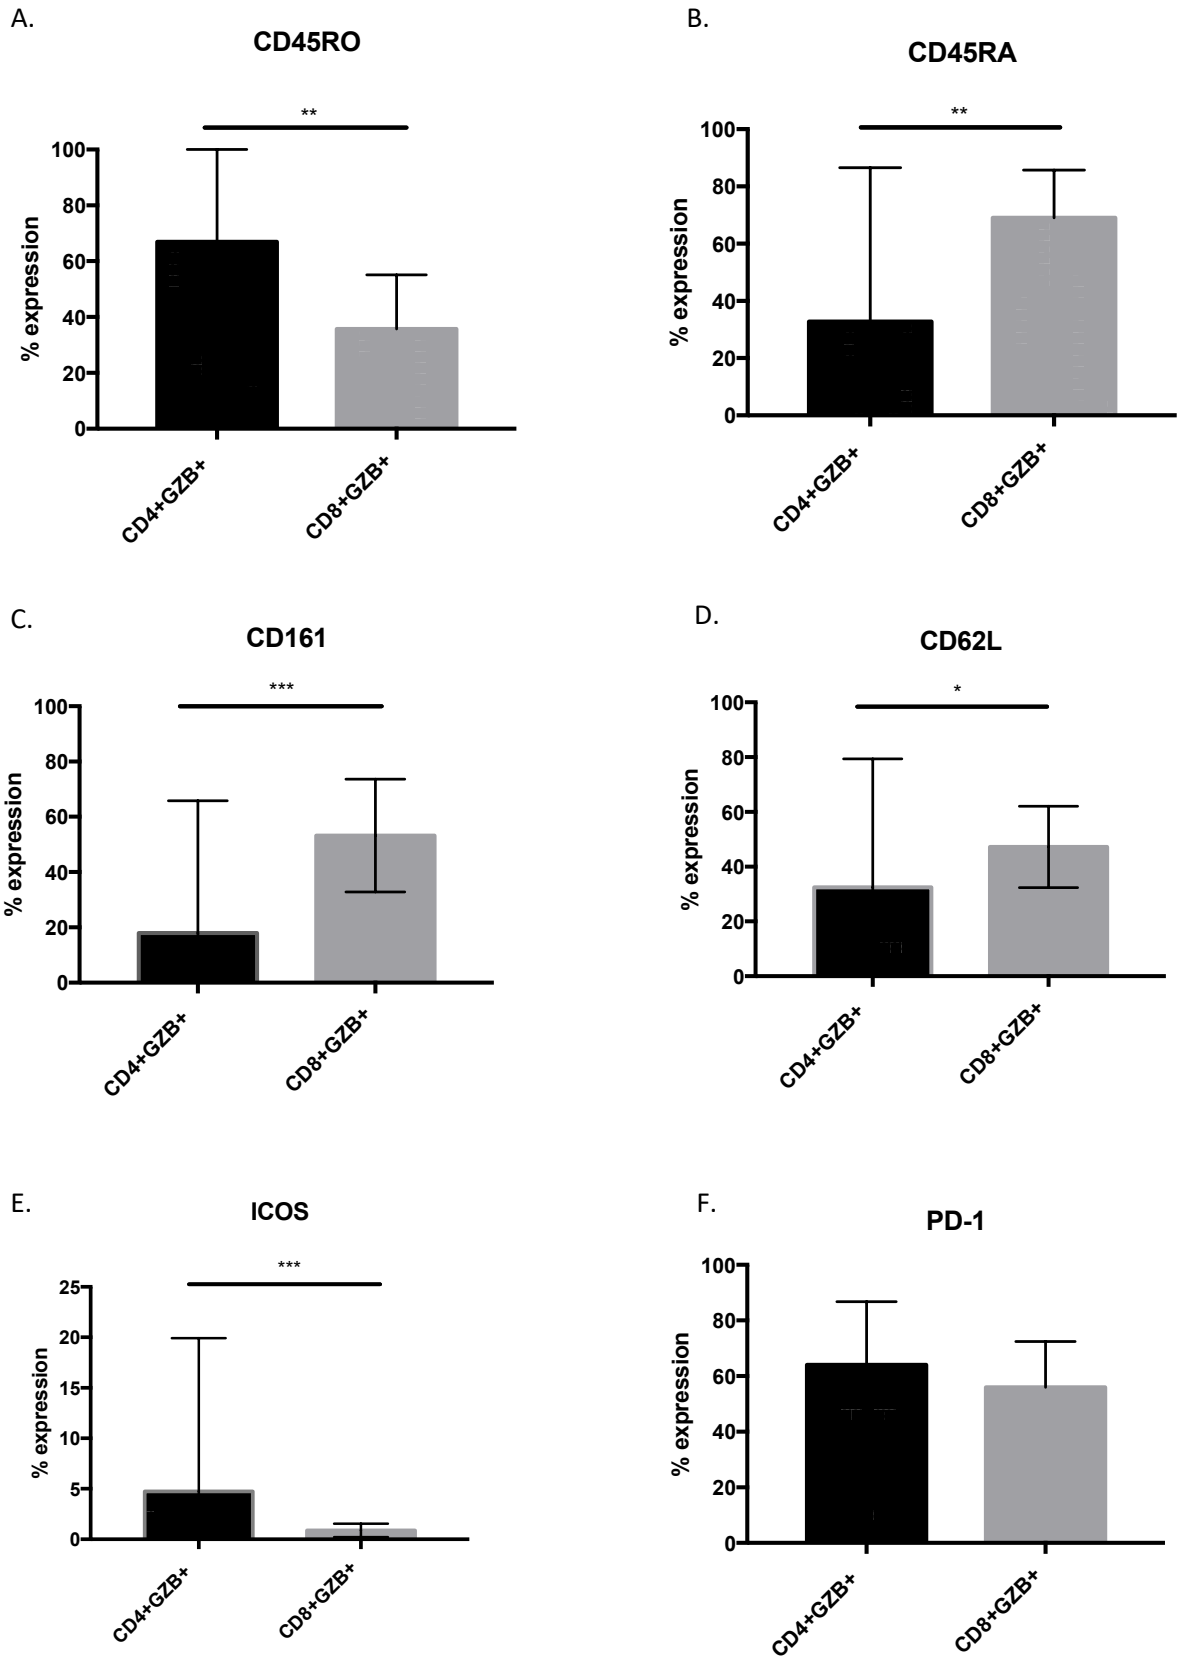 A.
CD45RO
**
% expression
100
80
60
40
20
0
CD4+GZB+
CD8+GZB+
B.
CD45RA
**
% expression
100
80
60
40
20
0
CD4+GZB+
CD8+GZB+
C.
CD161
***
% expression
100
80
60
40
20
0
CD4+GZB+
CD8+GZB+
D.
CD62L
*
% expression
100
80
60
40
20
0
CD4+GZB+
CD8+GZB+
E.
ICOS
***
% expression
25
20
15
10
5
0
CD4+GZB+
CD8+GZB+
F.
PD-1
% expression
100
80
60
40
20
0
CD4+GZB+
CD8+GZB+